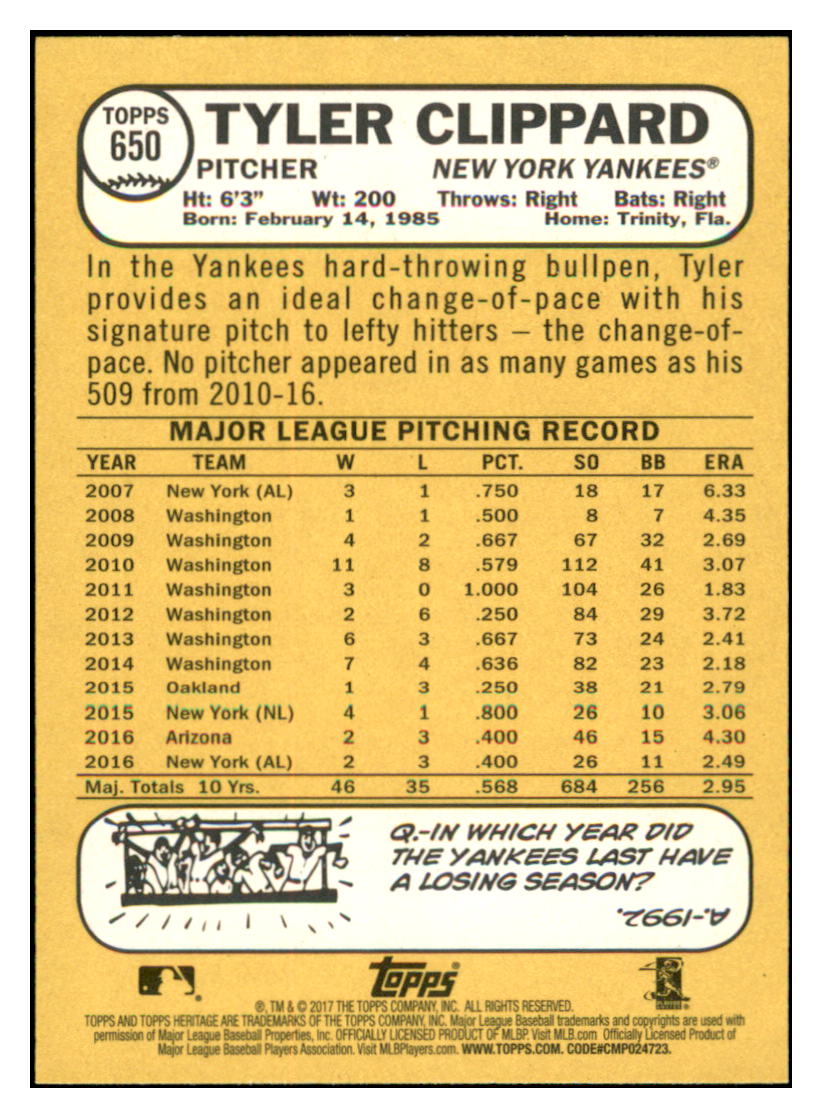 TOPPS
650
TYLER CLIPPARD
PITCHER NEW YORK YANKEES®
Ht: 6'3" Wt: 200 Throws: Right Bats: Right
Born: February 14, 1985 Home: Trinity, Fla.
In the Yankees hard-throwing bullpen, Tyler
provides an ideal change-of-pace with his
signature pitch to lefty hitters – the change-of-
pace. No pitcher appeared in as many games as his
509 from 2010-16.
MAJOR LEAGUE PITCHING RECORD
YEAR TEAM W L PCT. SO BB ERA
2007 New York (AL) 3 1 .750 18 17 6.33
2008 Washington 1 1 .500 8 7 4.35
2009 Washington 4 2 .667 67 32 2.69
2010 Washington 11 8 .579 112 41 3.07
2011 Washington 3 0 1.000 104 26 1.83
2012 Washington 2 6 .250 84 29 3.72
2013 Washington 6 3 .667 73 24 2.41
2014 Washington 7 4 .636 82 23 2.18
2015 Oakland 1 3 .250 38 21 2.79
2015 New York (NL) 4 1 .800 26 10 3.06
2016 Arizona 2 3 .400 46 15 4.30
2016 New York (AL) 2 3 .400 26 11 2.49
Maj. Totals 10 Yrs. 46 35 .568 684 256 2.95
Q.-IN WHICH YEAR DID
THE YANKEES LAST HAVE
A LOSING SEASON?
A.-1992.
Topps®
®, TM & © 2017 THE TOPPS COMPANY, INC. ALL RIGHTS RESERVED.
TOPPS AND TOPPS HERITAGE ARE TRADEMARKS OF THE TOPPS COMPANY, INC. Major League Baseball trademarks and copyrights are used with
permission of Major League Baseball Properties, Inc. OFFICIALLY LICENSED PRODUCT OF MLBP. Visit MLB.com Officially Licensed Product of
Major League Baseball Players Association. Visit MLBPlayers.com. WWW.TOPPS.COM. CODE#CMP024723.